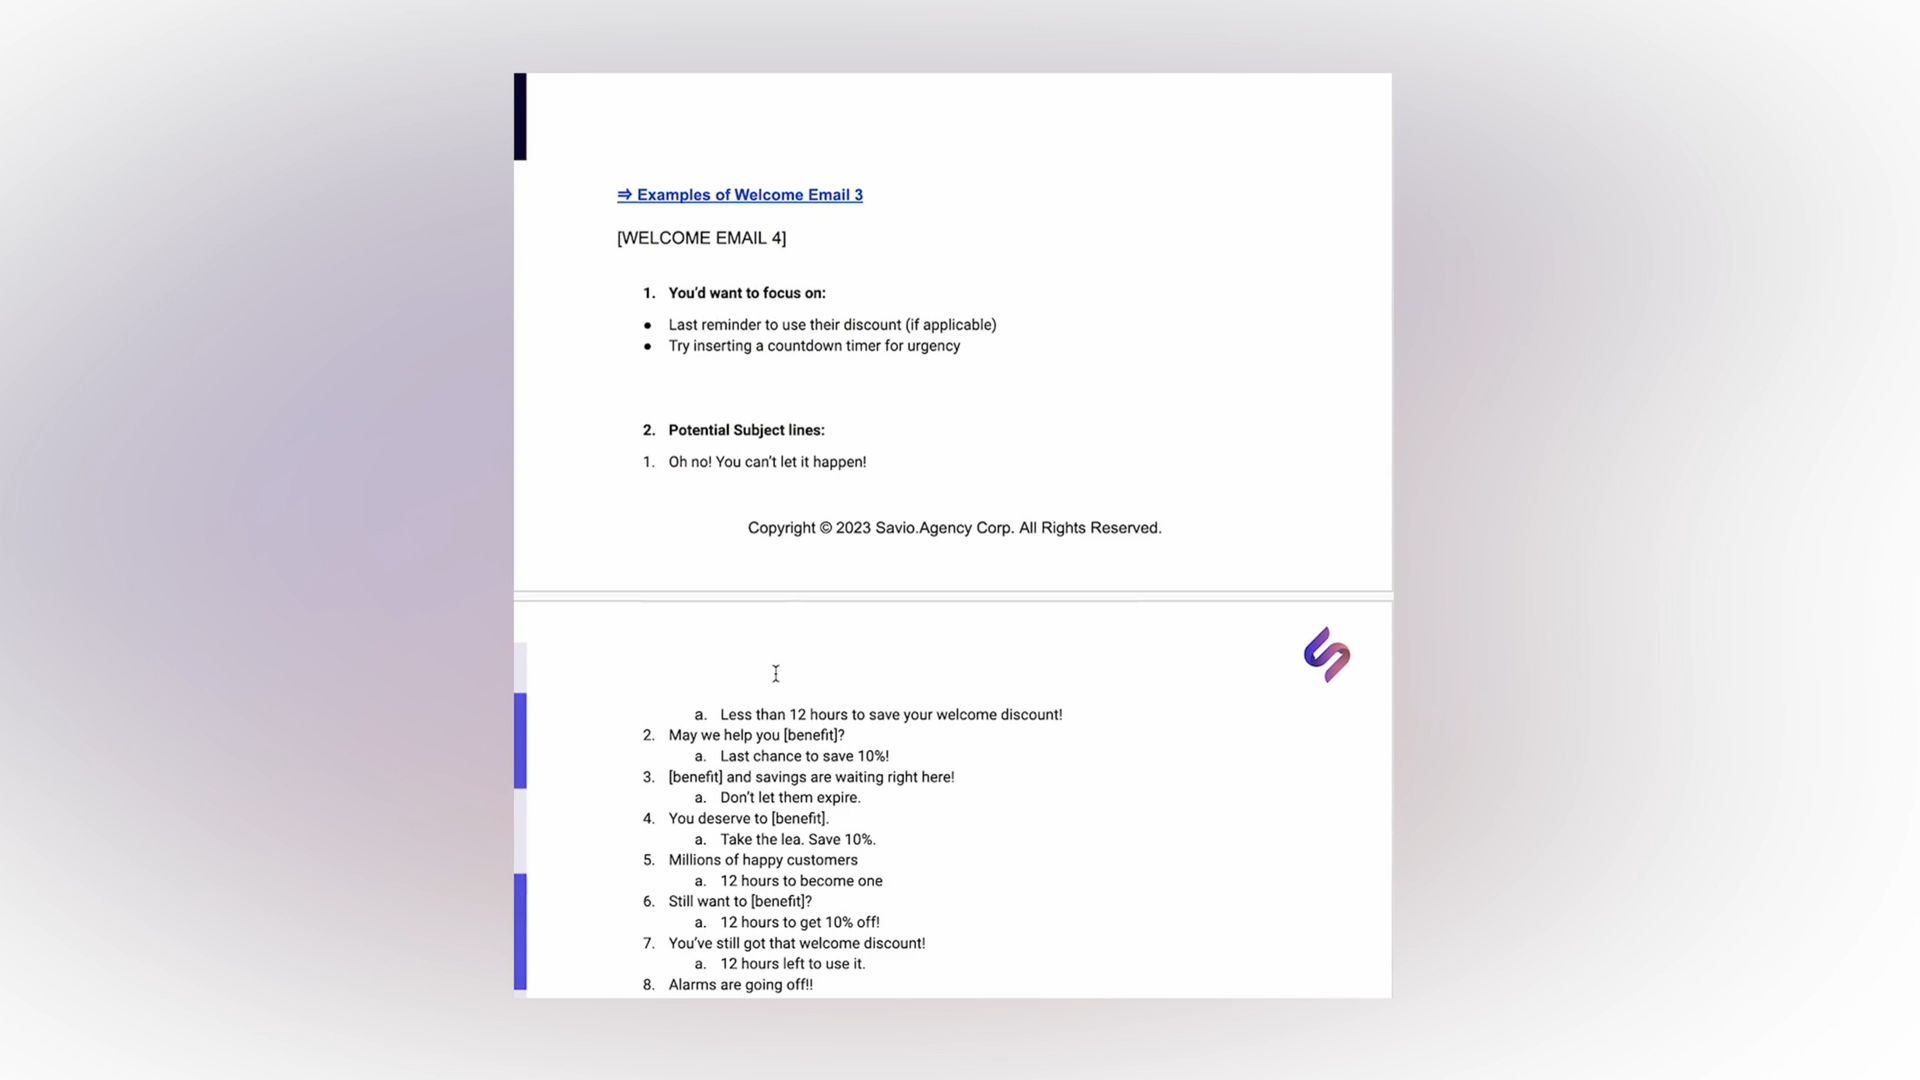 ⇒ Examples of Welcome Email 3
[WELCOME EMAIL 4]
1. You'd want to focus on:
● Last reminder to use their discount (if applicable)
● Try inserting a countdown timer for urgency
2. Potential Subject lines:
1. Oh no! You can't let it happen!
Copyright © 2023 Savio.Agency Corp. All Rights Reserved.
a. Less than 12 hours to save your welcome discount!
2. May we help you [benefit]?
a. Last chance to save 10%!
3. [benefit] and savings are waiting right here!
a. Don't let them expire.
4. You deserve to [benefit].
a. Take the lea. Save 10%.
5. Millions of happy customers
a. 12 hours to become one
6. Still want to [benefit]?
a. 12 hours to get 10% off!
7. You've still got that welcome discount!
a. 12 hours left to use it.
8. Alarms are going off!!